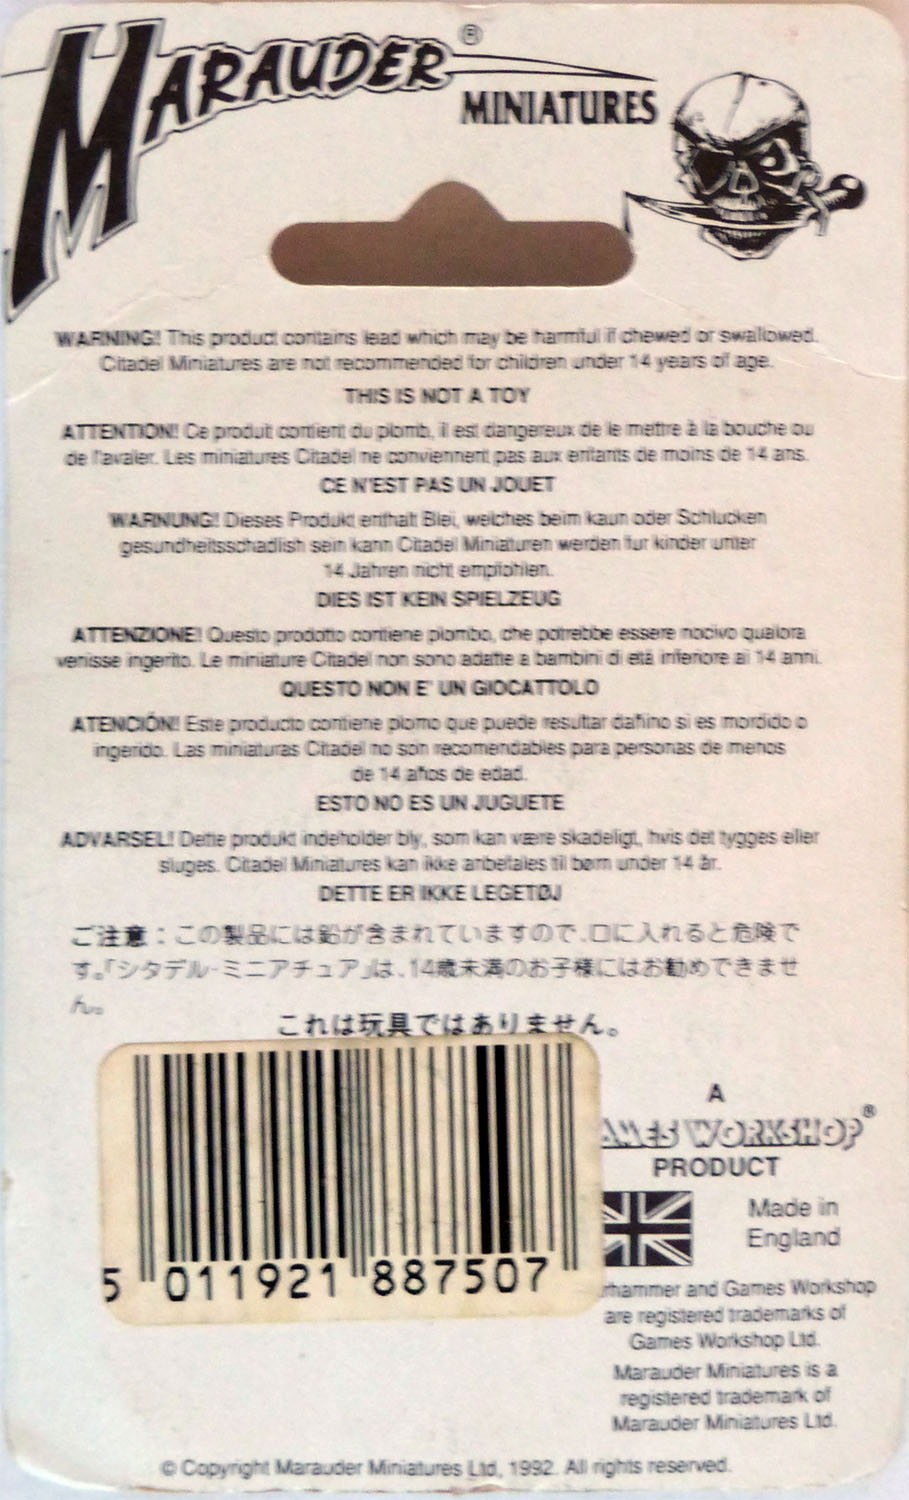 MARAUDER®
MINIATURES
WARNING! This product contains lead which may be harmful if chewed or swallowed.
Citadel Miniatures are not recommended for children under 14 years of age.
THIS IS NOT A TOY
ATTENTION! Ce produit contient du plomb, il est dangereux de le mettre à la bouche ou
de l'avaler. Les miniatures Citadel ne conviennent pas aux enfants de moins de 14 ans.
CE N'EST PAS UN JOUET
WARNUNG! Dieses Produkt enthalt Blei, welches beim kaun oder Schlucken
gesundheitsschadlish sein kann Citadel Miniaturen werden fur kinder unter
14 Jahren nicht empfohlen.
DIES IST KEIN SPIELZEUG
ATTENZIONE! Questo prodotto contiene piombo, che potrebbe essere nocivo qualora
venisse ingerito. Le miniature Citadel non sono adatte a bambini di età inferiore ai 14 anni.
QUESTO NON E' UN GIOCATTOLO
ATENCIÓN! Este producto contiene plomo que puede resultar dañino si es mordido o
ingerido. Las miniaturas Citadel no son recomendables para personas de menos
de 14 años de edad.
ESTO NO ES UN JUGUETE
ADVARSEL! Dette produkt indeholder bly, som kan være skadeligt, hvis det tygges eller
sluges. Citadel Miniatures kan ikke anbefales til børn under 14 år.
DETTE ER IKKE LEGETØJ
ご注意：この製品には鉛が含まれていますので、口に入れると危険で
す。「シタデル・ミニアチュア」は、14歳未満のお子様にはお勧めできませ
ん。
これは玩具ではありません。
5 011921 887507
A
AMES WORKSHOP®
PRODUCT
Made in
England
rhammer and Games Workshop
are registered trademarks of
Games Workshop Ltd.
Marauder Miniatures is a
registered trademark of
Marauder Miniatures Ltd.
© Copyright Marauder Miniatures Ltd, 1992. All rights reserved.